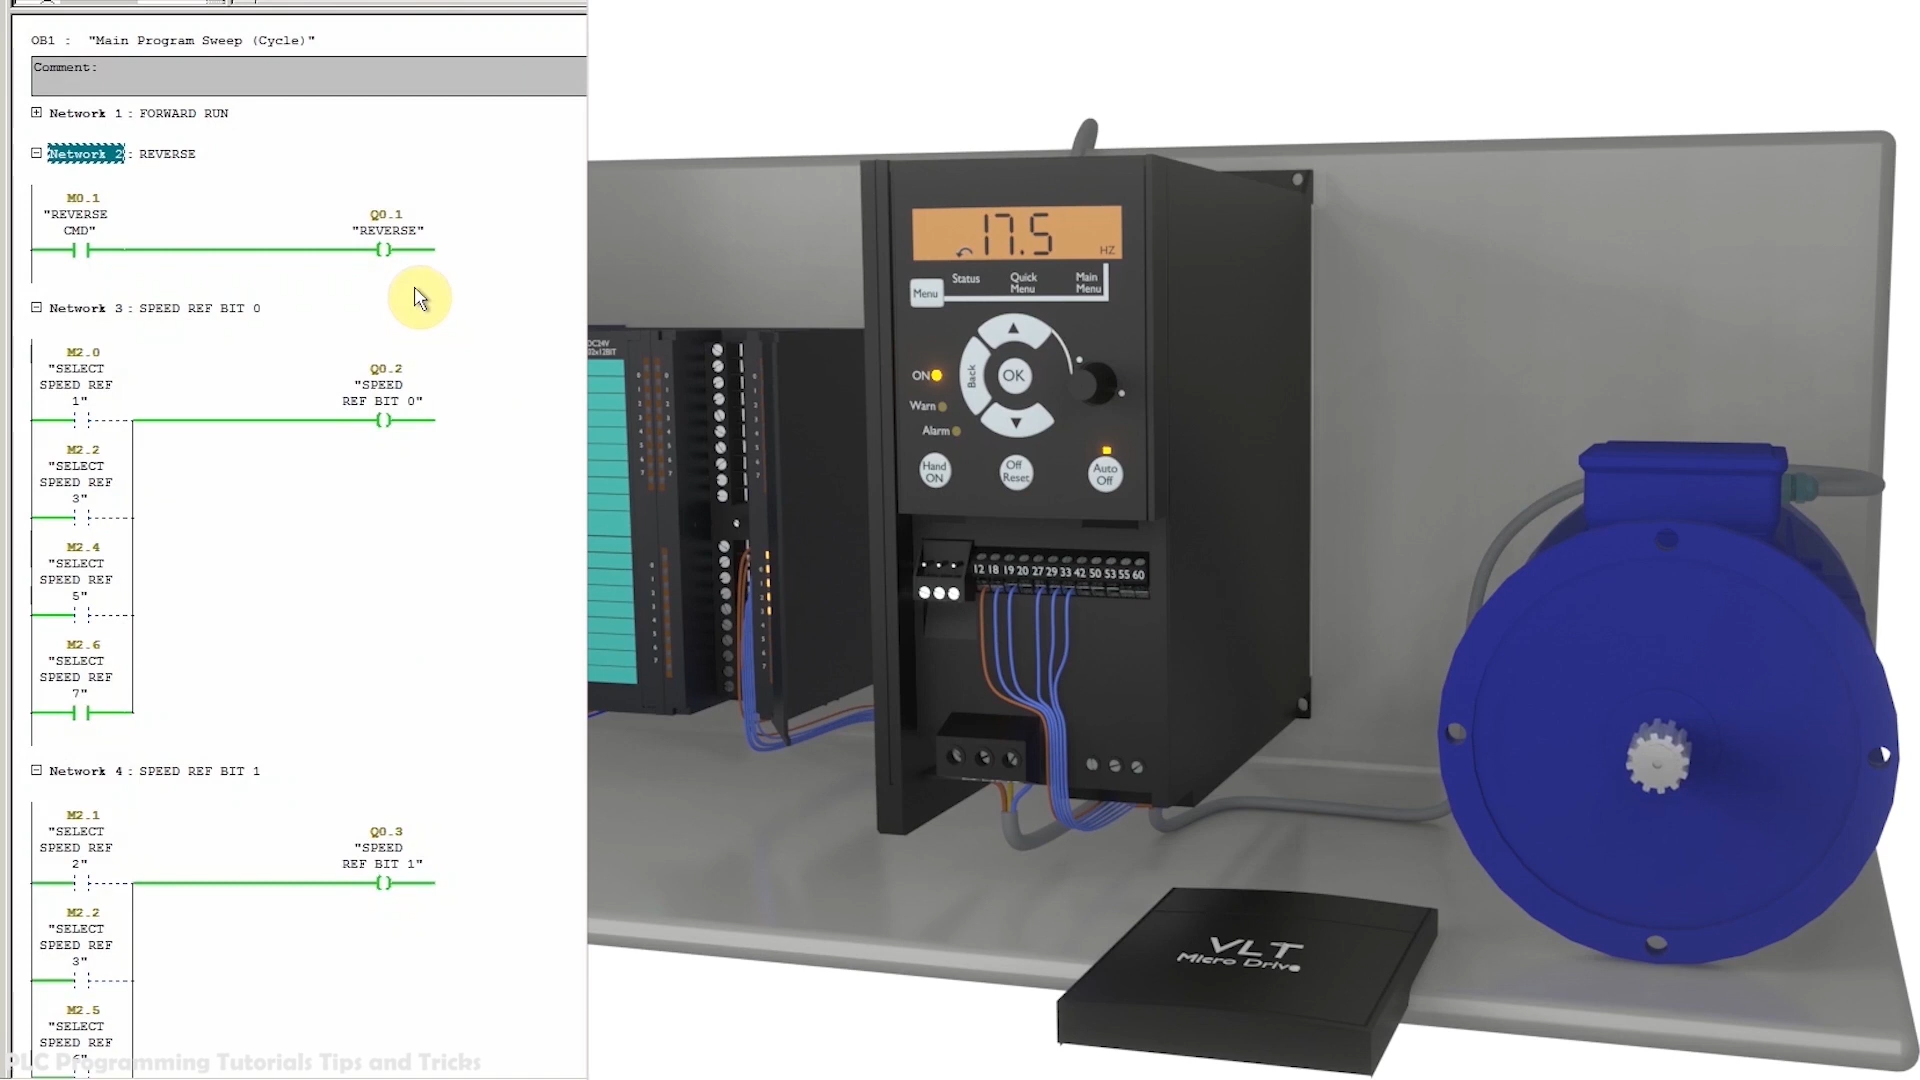 OB1 : "Main Program Sweep (Cycle)"
Comment:
Network 1 : FORWARD RUN
Network 2 : REVERSE
M0.1
"REVERSE
CMD"
Q0.1
"REVERSE"
Network 3 : SPEED REF BIT 0
M2.0
"SELECT
SPEED REF
1"
Q0.2
"SPEED
REF BIT 0"
M2.2
"SELECT
SPEED REF
3"
M2.4
"SELECT
SPEED REF
5"
M2.6
"SELECT
SPEED REF
7"
Network 4 : SPEED REF BIT 1
M2.1
"SELECT
SPEED REF
2"
Q0.3
"SPEED
REF BIT 1"
M2.2
"SELECT
SPEED REF
3"
M2.5
"SELECT
SPEED REF
6"
PLC Programming Tutorials Tips and Tricks
DC24V
02x12BIT
17.5
HZ
Status Quick Menu Main Menu
Menu
Back
OK
ON
Warn
Alarm
Hand ON
Off Reset
Auto Off
12 18 19 20 27 29 33 42 50 53 55 60
VLT
Micro Drive